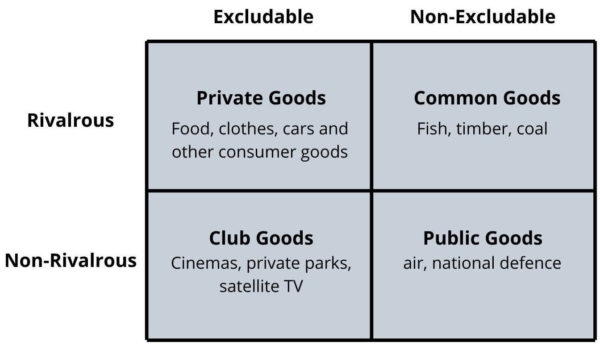 Excludable
Non-Excludable
Rivalrous
Private Goods
Food, clothes, cars and
other consumer goods
Common Goods
Fish, timber, coal
Non-Rivalrous
Club Goods
Cinemas, private parks,
satellite TV
Public Goods
air, national defence